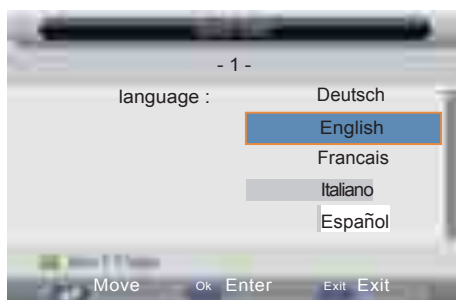 - 1 -
language : Deutsch
English
Francais
Italiano
Español
Move Ok Enter Exit Exit